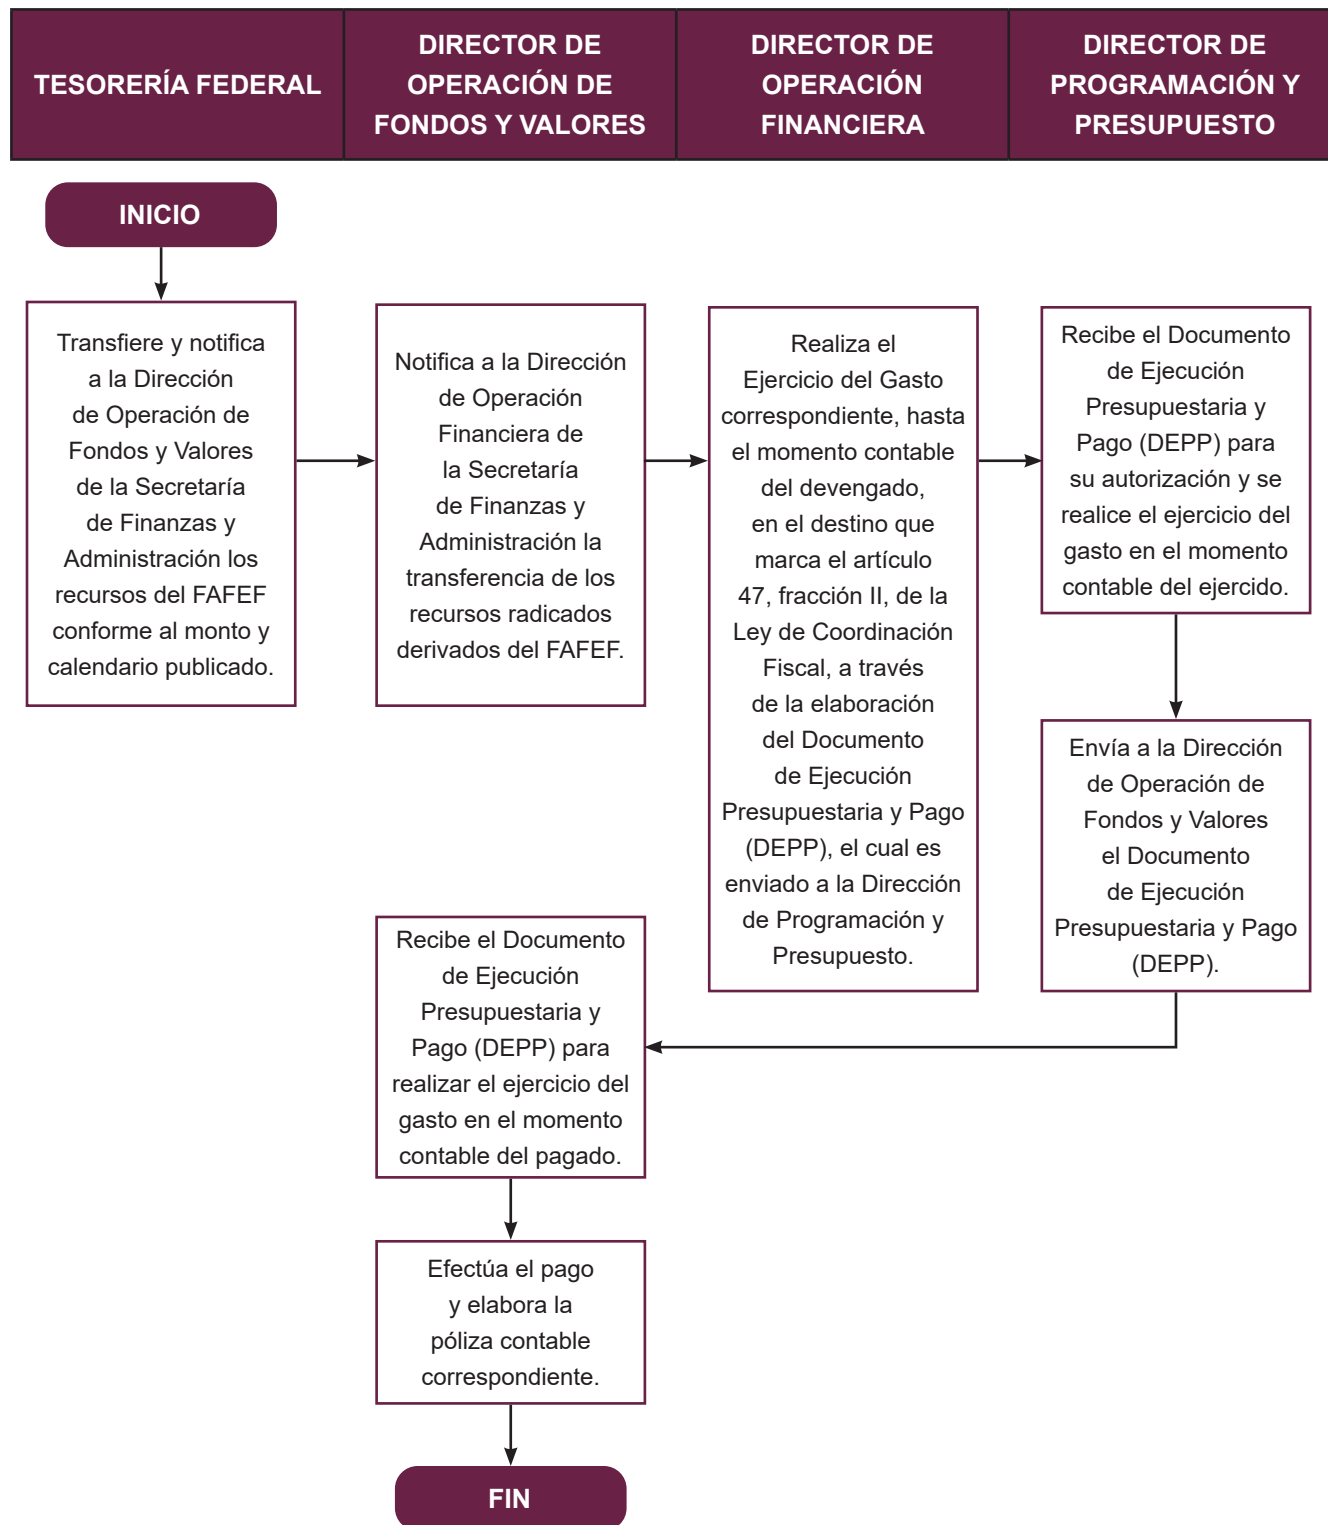 TESORERÍA FEDERAL
DIRECTOR DE
OPERACIÓN DE
FONDOS Y VALORES
DIRECTOR DE
OPERACIÓN
FINANCIERA
DIRECTOR DE
PROGRAMACIÓN Y
PRESUPUESTO
INICIO
Transfiere y notifica
a la Dirección
de Operación de
Fondos y Valores
de la Secretaría
de Finanzas y
Administración los
recursos del FAFEF
conforme al monto y
calendario publicado.
Notifica a la Dirección
de Operación
Financiera de
la Secretaría
de Finanzas y
Administración la
transferencia de los
recursos radicados
derivados del FAFEF.
Realiza el
Ejercicio del Gasto
correspondiente, hasta
el momento contable
del devengado,
en el destino que
marca el artículo
47, fracción II, de la
Ley de Coordinación
Fiscal, a través
de la elaboración
del Documento
de Ejecución
Presupuestaria y Pago
(DEPP), el cual es
enviado a la Dirección
de Programación y
Presupuesto.
Recibe el Documento
de Ejecución
Presupuestaria y
Pago (DEPP) para
su autorización y se
realice el ejercicio del
gasto en el momento
contable del ejercido.
Envía a la Dirección
de Operación de
Fondos y Valores
el Documento
de Ejecución
Presupuestaria y Pago
(DEPP).
Recibe el Documento
de Ejecución
Presupuestaria y
Pago (DEPP) para
realizar el ejercicio del
gasto en el momento
contable del pagado.
Efectúa el pago
y elabora la
póliza contable
correspondiente.
FIN